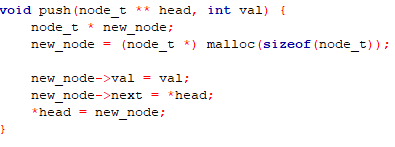 void push(node_t ** head, int val) {
    node_t * new_node;
    new_node = (node_t *) malloc(sizeof(node_t));

    new_node->val = val;
    new_node->next = *head;
    *head = new_node;
}